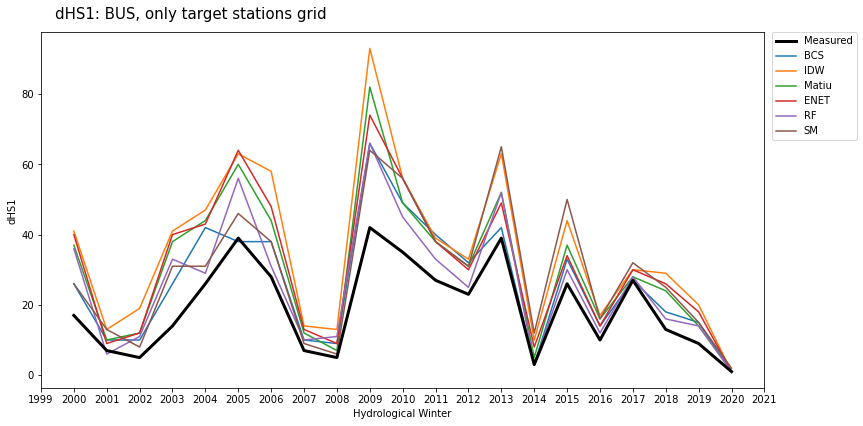 dHS1: BUS, only target stations grid
Measured
BCS
IDW
Matiu
ENET
RF
SM
80
60
40
20
0
dHS1
1999 2000 2001 2002 2003 2004 2005 2006 2007 2008 2009 2010 2011 2012 2013 2014 2015 2016 2017 2018 2019 2020 2021
Hydrological Winter